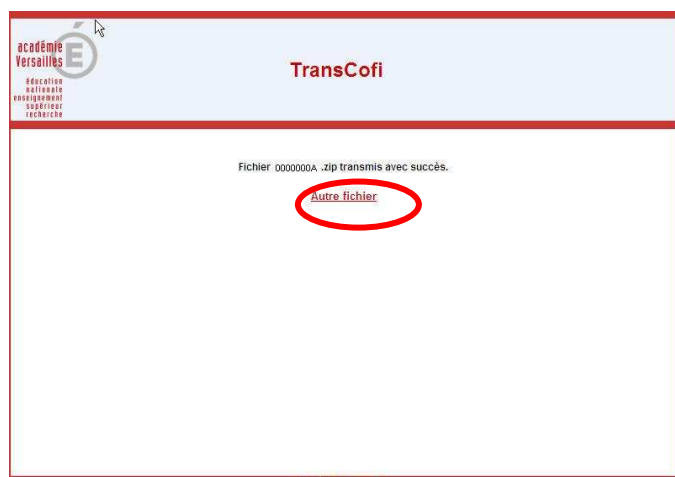 académie
Versailles
É
éducation
nationale
enseignement
supérieur
recherche
TransCofi
Fichier 0000000A .zip transmis avec succès.
Autre fichier